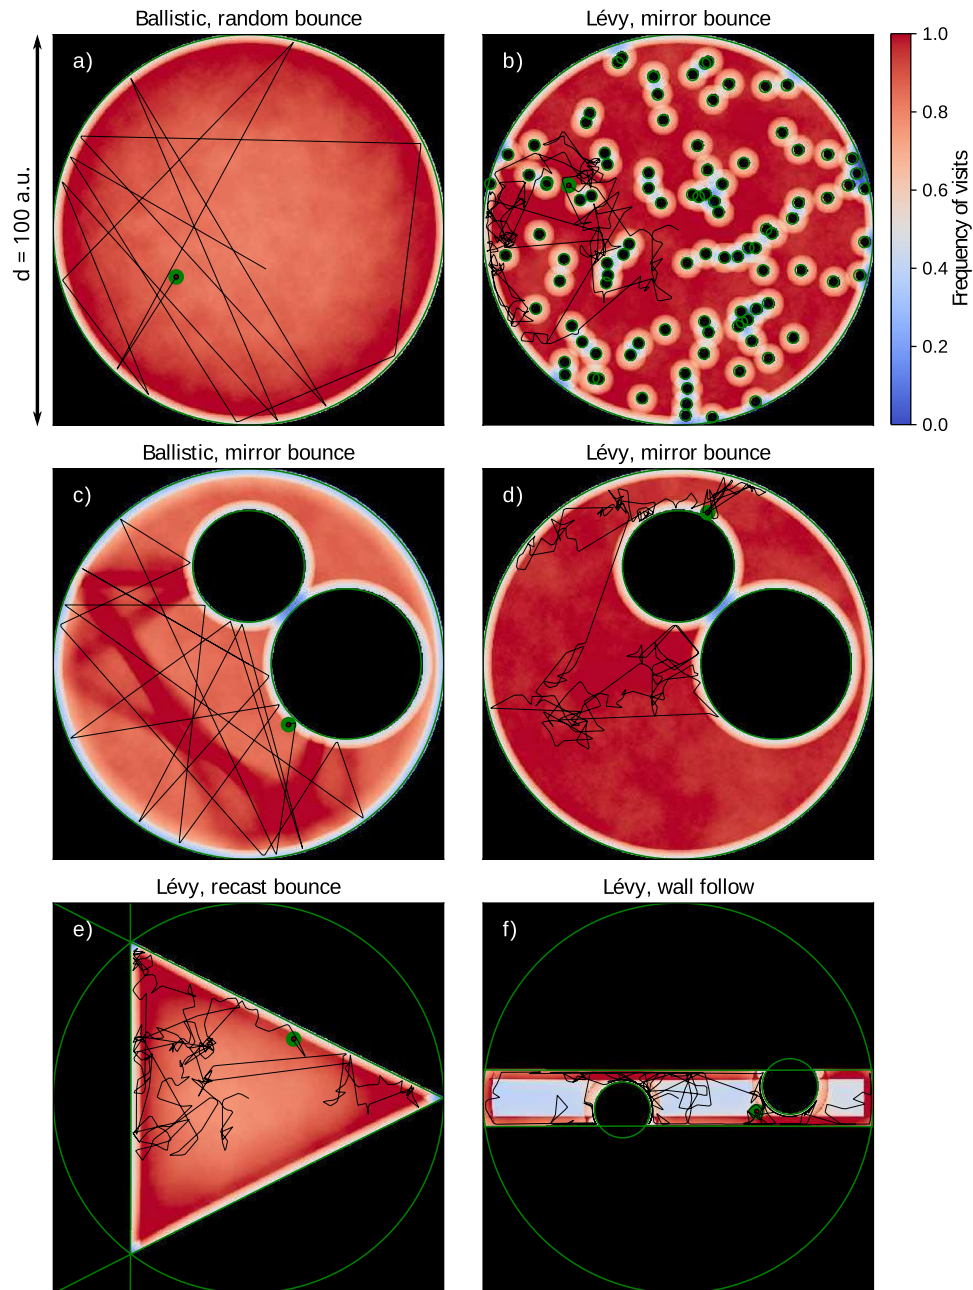 Ballistic, random bounce
Lévy, mirror bounce
a)
b)
d = 100 a.u.
1.0
0.8
0.6
0.4
0.2
0.0
Frequency of visits
Ballistic, mirror bounce
Lévy, mirror bounce
c)
d)
Lévy, recast bounce
Lévy, wall follow
e)
f)